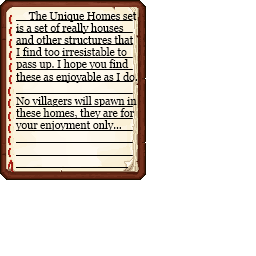 The Unique Homes set
is a set of really houses
and other structures that
I find too irresistable to
pass up. I hope you find
these as enjoyable as I do.
No villagers will spawn in
these homes, they are for
your enjoyment only...